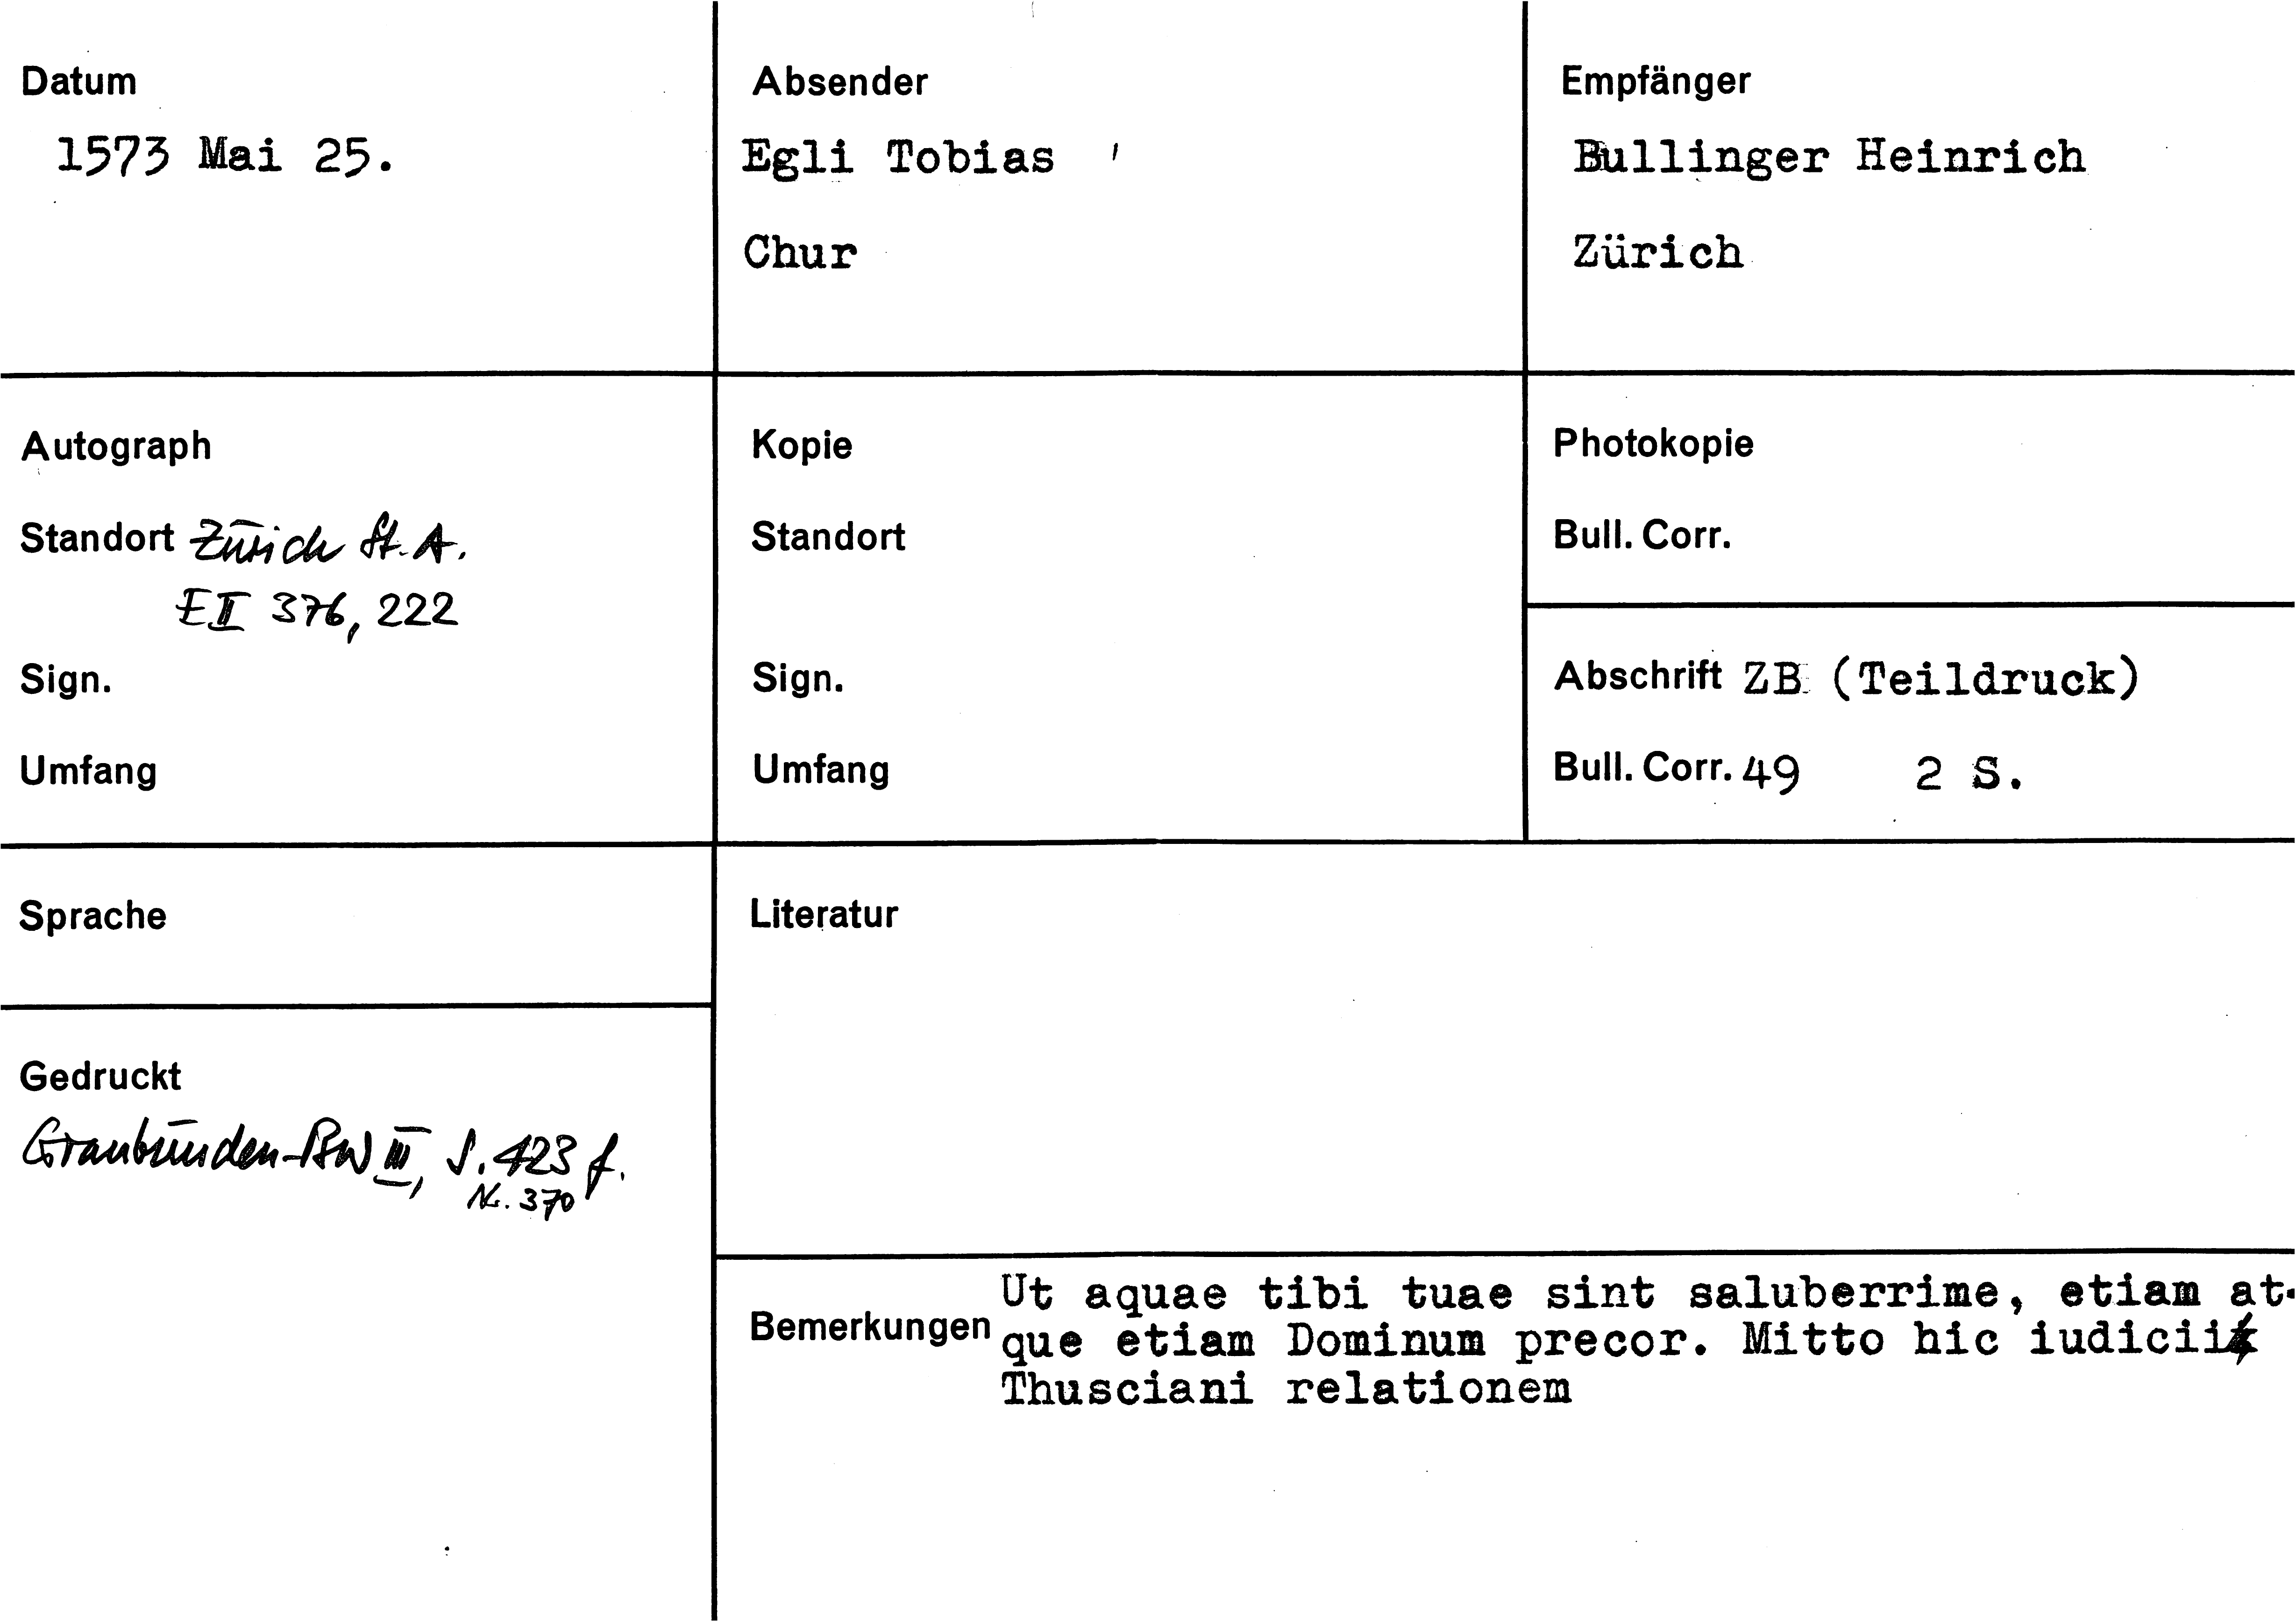 Datum
1573 Mai 25.
Absender
Egli Tobias
Chur
Empfänger
Bullinger Heinrich
Zürich
Autograph
Standort Zürich St. A.
E II 376, 222
Sign.
Umfang
Kopie
Standort
Sign.
Umfang
Photokopie
Bull. Corr.
Abschrift ZB (Teildruck)
Bull. Corr. 49 2 S.
Sprache
Gedruckt
Graubünden-BW III, S. 423 f.
Nr. 370
Literatur
Bemerkungen
Ut aquae tibi tuae sint saluberrime, etiam at-
que etiam Dominum precor. Mitto hic iudicii
Thusciani relationem